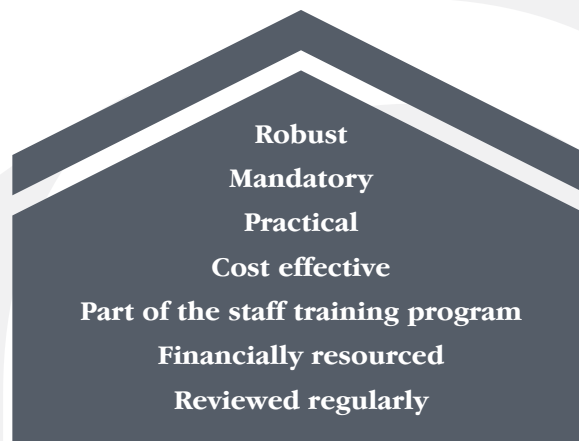 Robust
Mandatory
Practical
Cost effective
Part of the staff training program
Financially resourced
Reviewed regularly